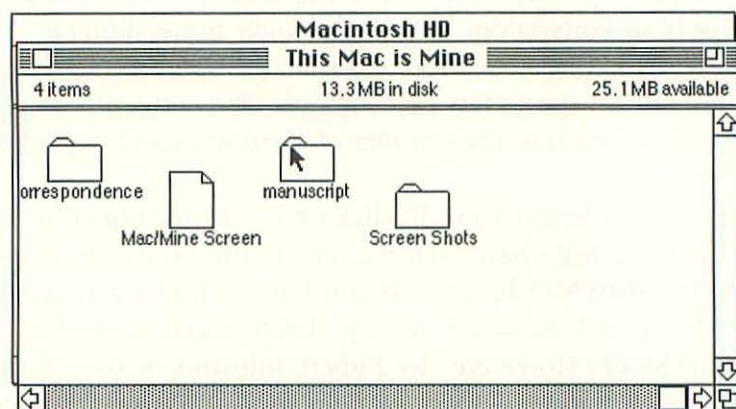 Macintosh HD
This Mac is Mine
4 items 13.3 MB in disk 25.1 MB available
orrespondence manuscript
Mac/Mine Screen Screen Shots